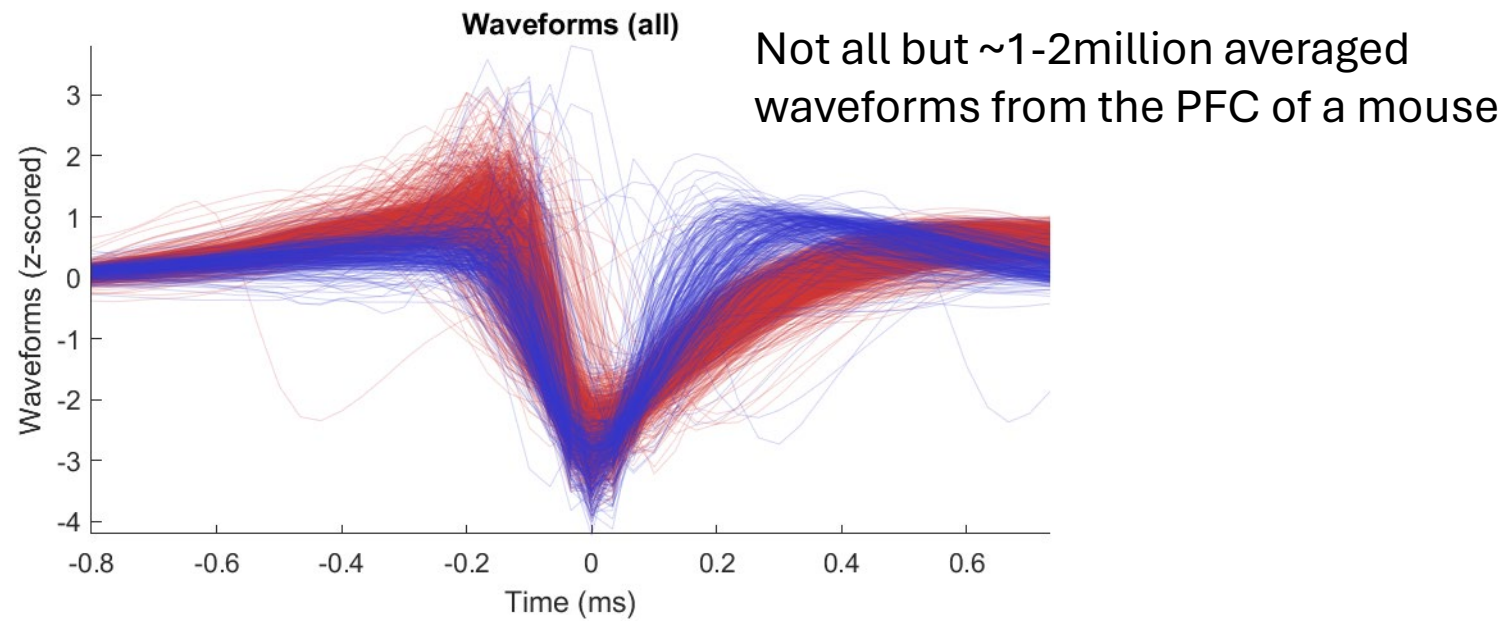 Waveforms (all)
Not all but ~1-2million averaged
waveforms from the PFC of a mouse
Waveforms (z-scored)
3
2
1
0
-1
-2
-3
-4
-0.8 -0.6 -0.4 -0.2 0 0.2 0.4 0.6
Time (ms)